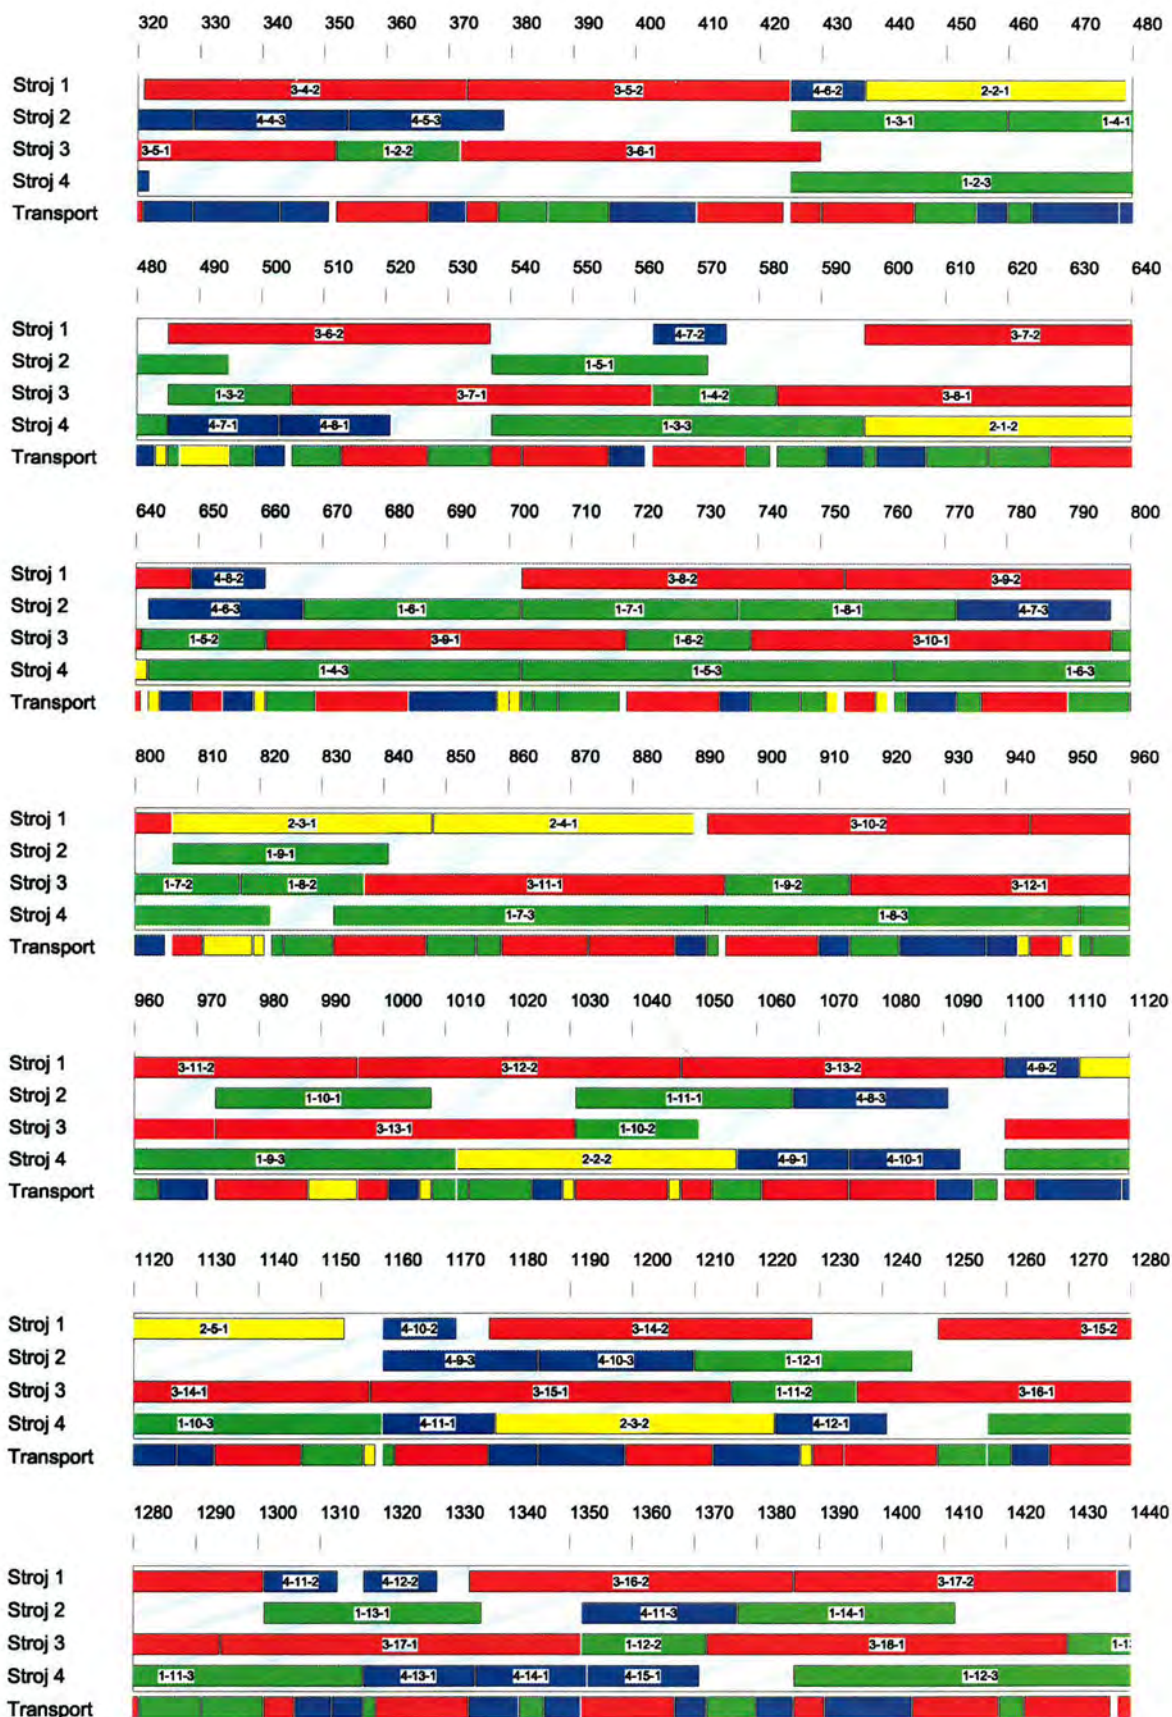 320 330 340 350 360 370 380 390 400 410 420 430 440 450 460 470 480
Stroj 1 3-4-2 3-5-2 4-6-2 2-2-1
Stroj 2 4-4-3 4-5-3 1-3-1 1-4-1
Stroj 3 3-5-1 1-2-2 3-6-1
Stroj 4 1-2-3
Transport
480 490 500 510 520 530 540 550 560 570 580 590 600 610 620 630 640
Stroj 1 3-6-2 4-7-2 3-7-2
Stroj 2 1-5-1
Stroj 3 1-3-2 3-7-1 1-4-2 3-8-1
Stroj 4 4-7-1 4-8-1 1-3-3 2-1-2
Transport
640 650 660 670 680 690 700 710 720 730 740 750 760 770 780 790 800
Stroj 1 4-8-2 3-8-2 3-9-2
Stroj 2 4-6-3 1-6-1 1-7-1 1-8-1 4-7-3
Stroj 3 1-5-2 3-9-1 1-6-2 3-10-1
Stroj 4 1-4-3 1-5-3 1-6-3
Transport
800 810 820 830 840 850 860 870 880 890 900 910 920 930 940 950 960
Stroj 1 2-3-1 2-4-1 3-10-2
Stroj 2 1-9-1
Stroj 3 1-7-2 1-8-2 3-11-1 1-9-2 3-12-1
Stroj 4 1-7-3 1-8-3
Transport
960 970 980 990 1000 1010 1020 1030 1040 1050 1060 1070 1080 1090 1100 1110 1120
Stroj 1 3-11-2 3-12-2 3-13-2 4-9-2
Stroj 2 1-10-1 1-11-1 4-8-3
Stroj 3 3-13-1 1-10-2
Stroj 4 1-9-3 2-2-2 4-9-1 4-10-1
Transport
1120 1130 1140 1150 1160 1170 1180 1190 1200 1210 1220 1230 1240 1250 1260 1270 1280
Stroj 1 2-5-1 4-10-2 3-14-2 3-15-2
Stroj 2 4-9-3 4-10-3 1-12-1
Stroj 3 3-14-1 3-15-1 1-11-2 3-16-1
Stroj 4 1-10-3 4-11-1 2-3-2 4-12-1
Transport
1280 1290 1300 1310 1320 1330 1340 1350 1360 1370 1380 1390 1400 1410 1420 1430 1440
Stroj 1 4-11-2 4-12-2 3-16-2 3-17-2
Stroj 2 1-13-1 4-11-3 1-14-1
Stroj 3 3-17-1 1-12-2 3-18-1
Stroj 4 1-11-3 4-13-1 4-14-1 4-15-1 1-12-3
Transport